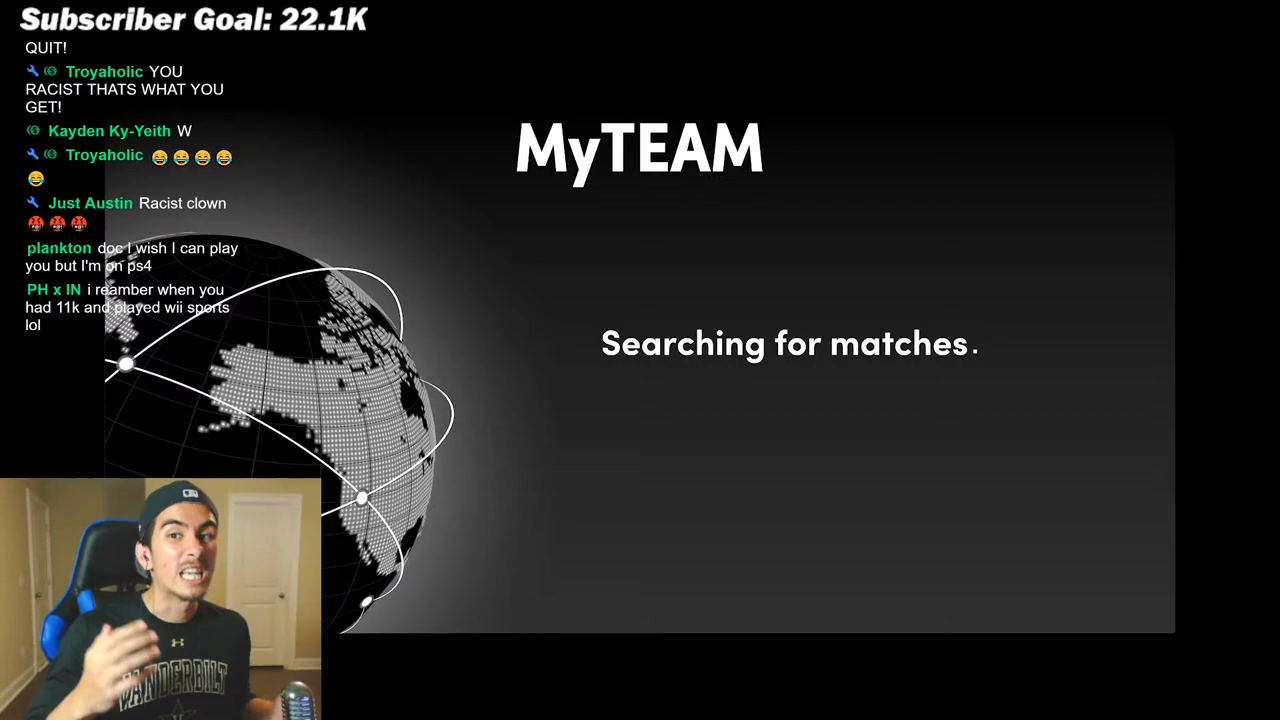 Subscriber Goal: 22.1K
QUIT!
Troyaholic YOU
RACIST THATS WHAT YOU
GET!
Kayden Ky-Yeith W
Troyaholic 😂 😂 😂 😂
😂
Just Austin Racist clown
🤬 🤬 🤬
plankton doc I wish I can play
you but I'm on ps4
PH x IN i reamber when you
had 11k and played wii sports
lol
MyTEAM
Searching for matches.
VANDERBILT